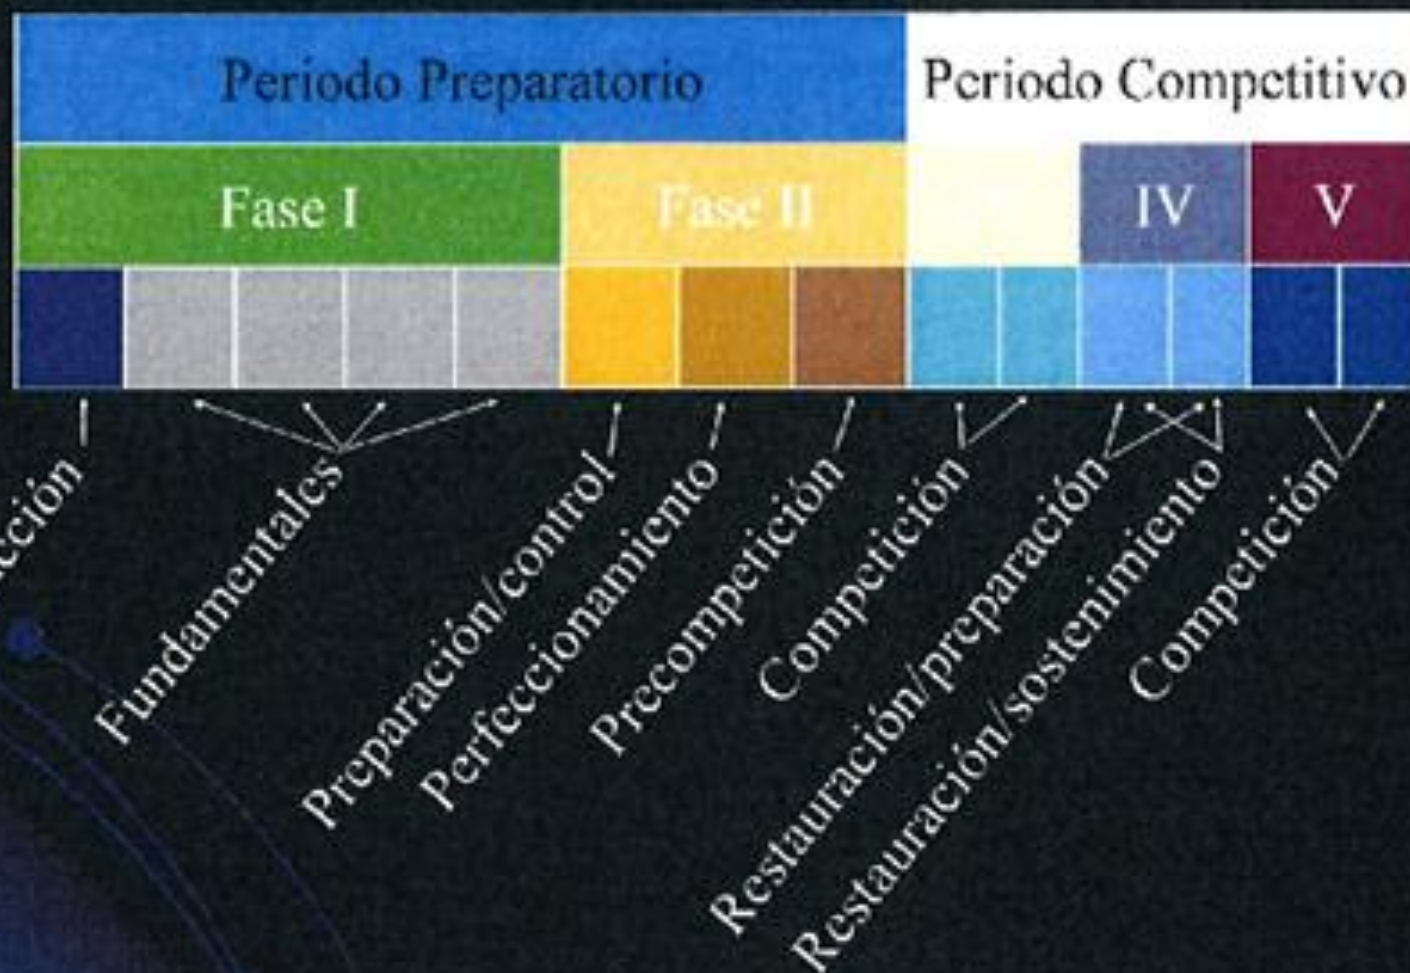 Periodo Preparatorio
Periodo Competitivo
Fase I
Fase II
IV
V
Fundamentales
Preparación/control
Perfeccionamiento
Precompetición
Competición
Restauración/preparación
Restauración/sostenimiento
Competición